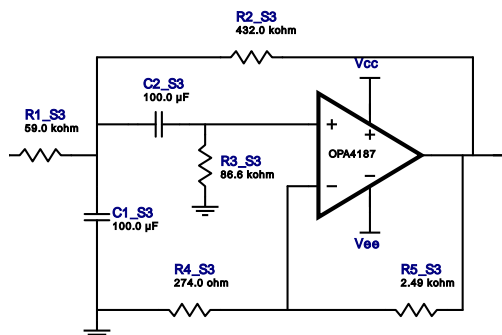 R2_S3
432.0 kohm
Vcc
C2_S3
100.0 µF
R1_S3
59.0 kohm
+
+
OPA4187
R3_S3
86.6 kohm
−
−
C1_S3
100.0 µF
Vee
R4_S3
274.0 ohm
R5_S3
2.49 kohm